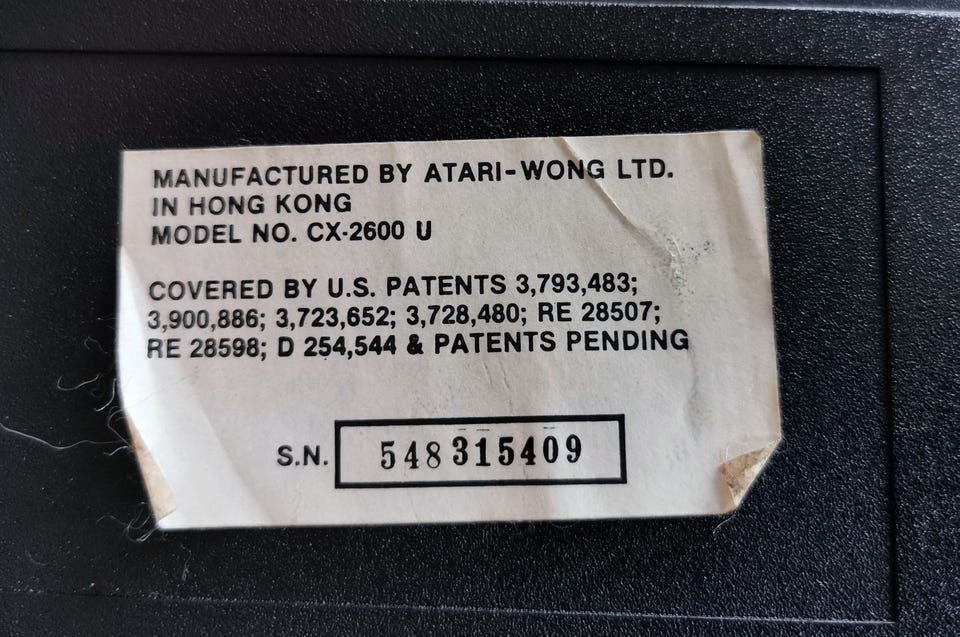 MANUFACTURED BY ATARI-WONG LTD.
IN HONG KONG
MODEL NO. CX-2600 U
COVERED BY U.S. PATENTS 3,793,483;
3,900,886; 3,723,652; 3,728,480; RE 28507;
RE 28598; D 254,544 & PATENTS PENDING
S.N. 548315409